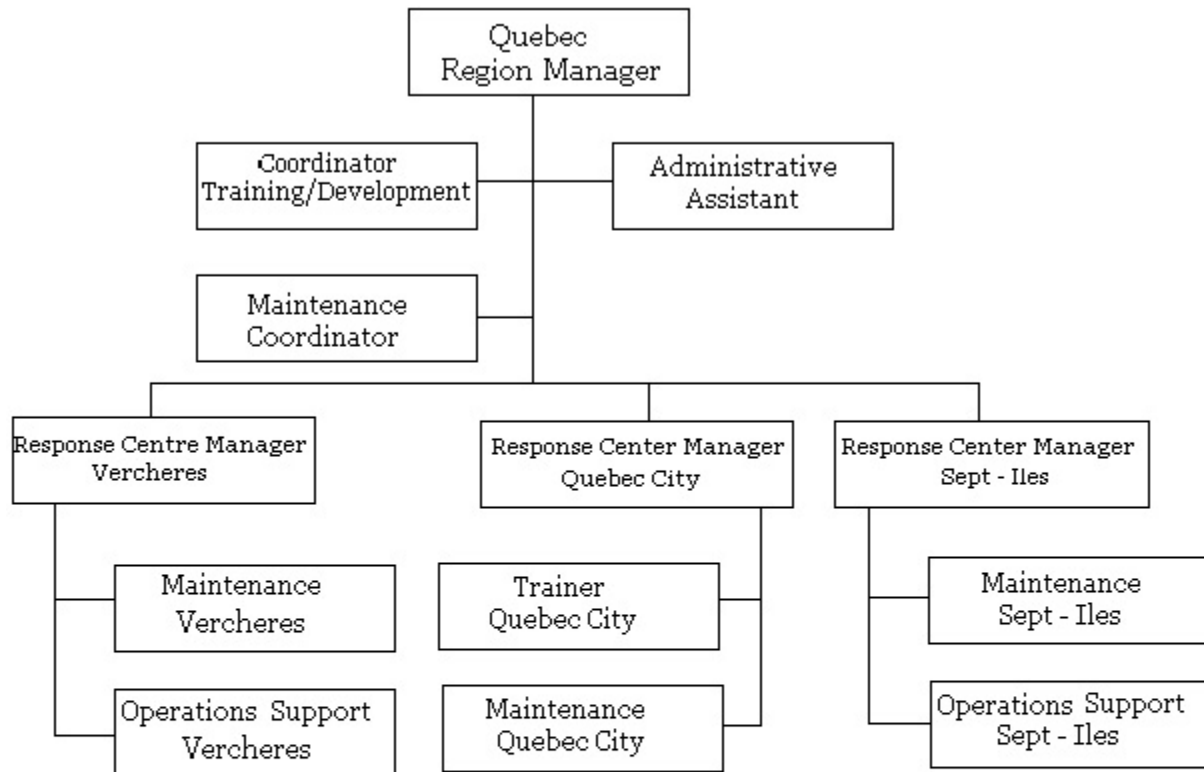 Quebec
Region Manager
Coordinator
Training/Development
Administrative
Assistant
Maintenance
Coordinator
Response Centre Manager
Vercheres
Response Center Manager
Quebec City
Response Center Manager
Sept - Iles
Maintenance
Vercheres
Trainer
Quebec City
Maintenance
Sept - Iles
Operations Support
Vercheres
Maintenance
Quebec City
Operations Support
Sept - Iles